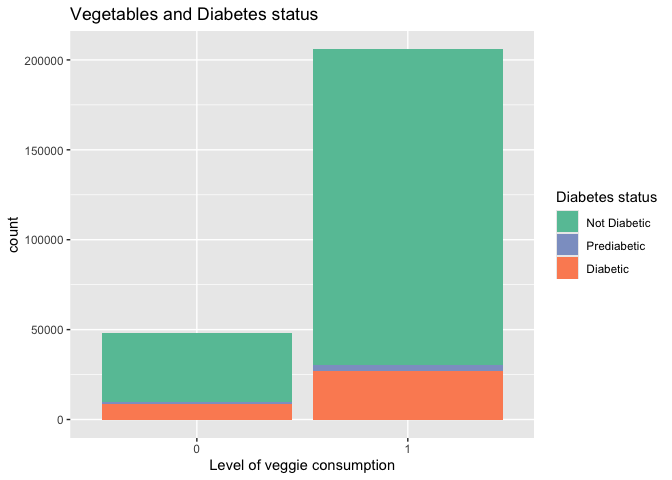 Vegetables and Diabetes status
200000
150000
100000
50000
0
count
0
1
Level of veggie consumption
Diabetes status
Not Diabetic
Prediabetic
Diabetic